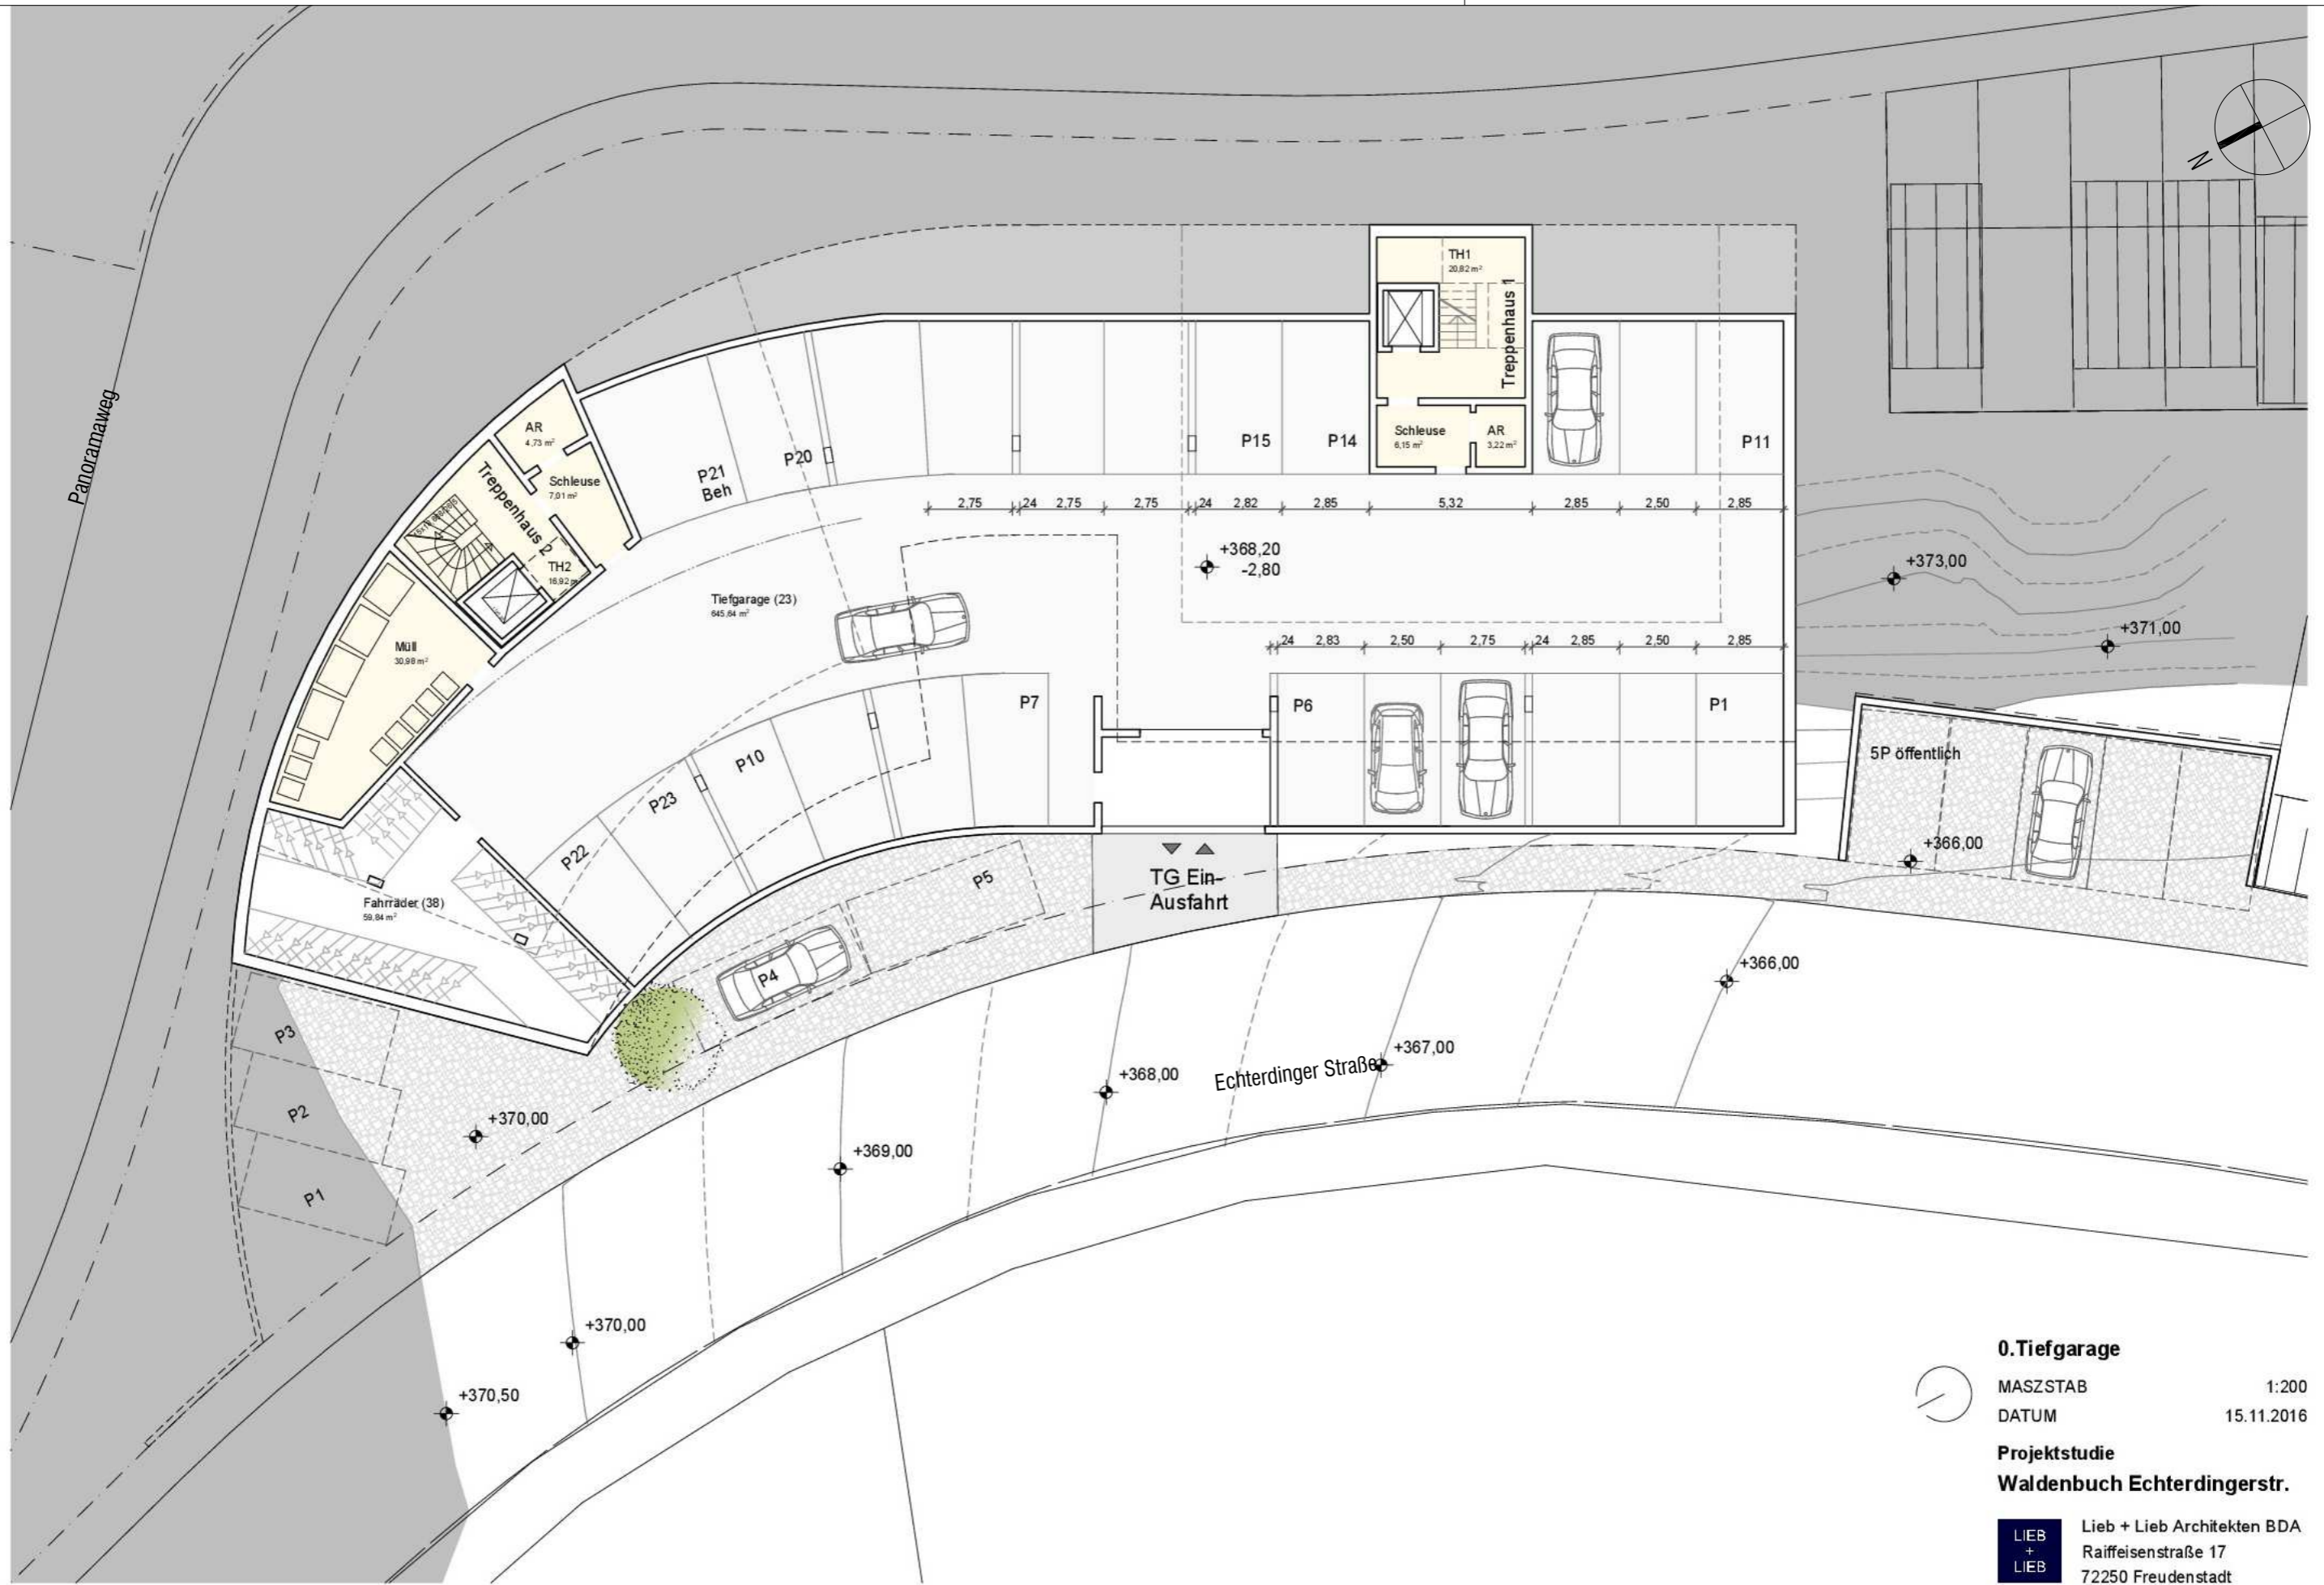 Panoramaweg
N
TH1
20,82 m²
Treppenhaus 1
Schleuse
6,15 m²
AR
3,22 m²
P15
P14
P11
AR
4,73 m²
Schleuse
7,01 m²
Treppenhaus 2
TH2
16,92 m²
P21
Beh
P20
2,75
24
2,75
2,75
24
2,82
2,85
5,32
2,85
2,50
2,85
+368,20
-2,80
+373,00
+371,00
Tiefgarage (23)
645,64 m²
Müll
30,98 m²
24
2,83
2,50
2,75
24
2,85
2,50
2,85
P7
P6
P1
P10
P23
P22
5P öffentlich
+366,00
Fahrräder (38)
59,84 m²
P5
P4
TG Ein-
Ausfahrt
P3
P2
P1
+370,00
+369,00
+368,00
Echterdinger Straße
+367,00
+366,00
+370,00
+370,50
0.Tiefgarage
MASZSTAB 1:200
DATUM 15.11.2016
Projektstudie
Waldenbuch Echterdingerstr.
LIEB
+
LIEB
Lieb + Lieb Architekten BDA
Raiffeisenstraße 17
72250 Freudenstadt